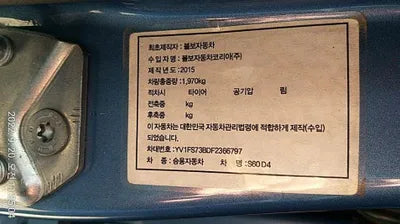 최초제작자 : 볼보자동차
수 입 자 명 : 볼보자동차코리아(주)
제 작 년 도 : 2015
차량총중량 : 1,970kg
적차시 타이어 공기압 림
전축중 kg
후축중 kg
이 자동차는 대한민국 자동차관리법령에 적합하게 제작(수입)
되었습니다.
차대번호 : YV1FS73BDF2366797
차 종 : 승용자동차 차 명 : S60 D4